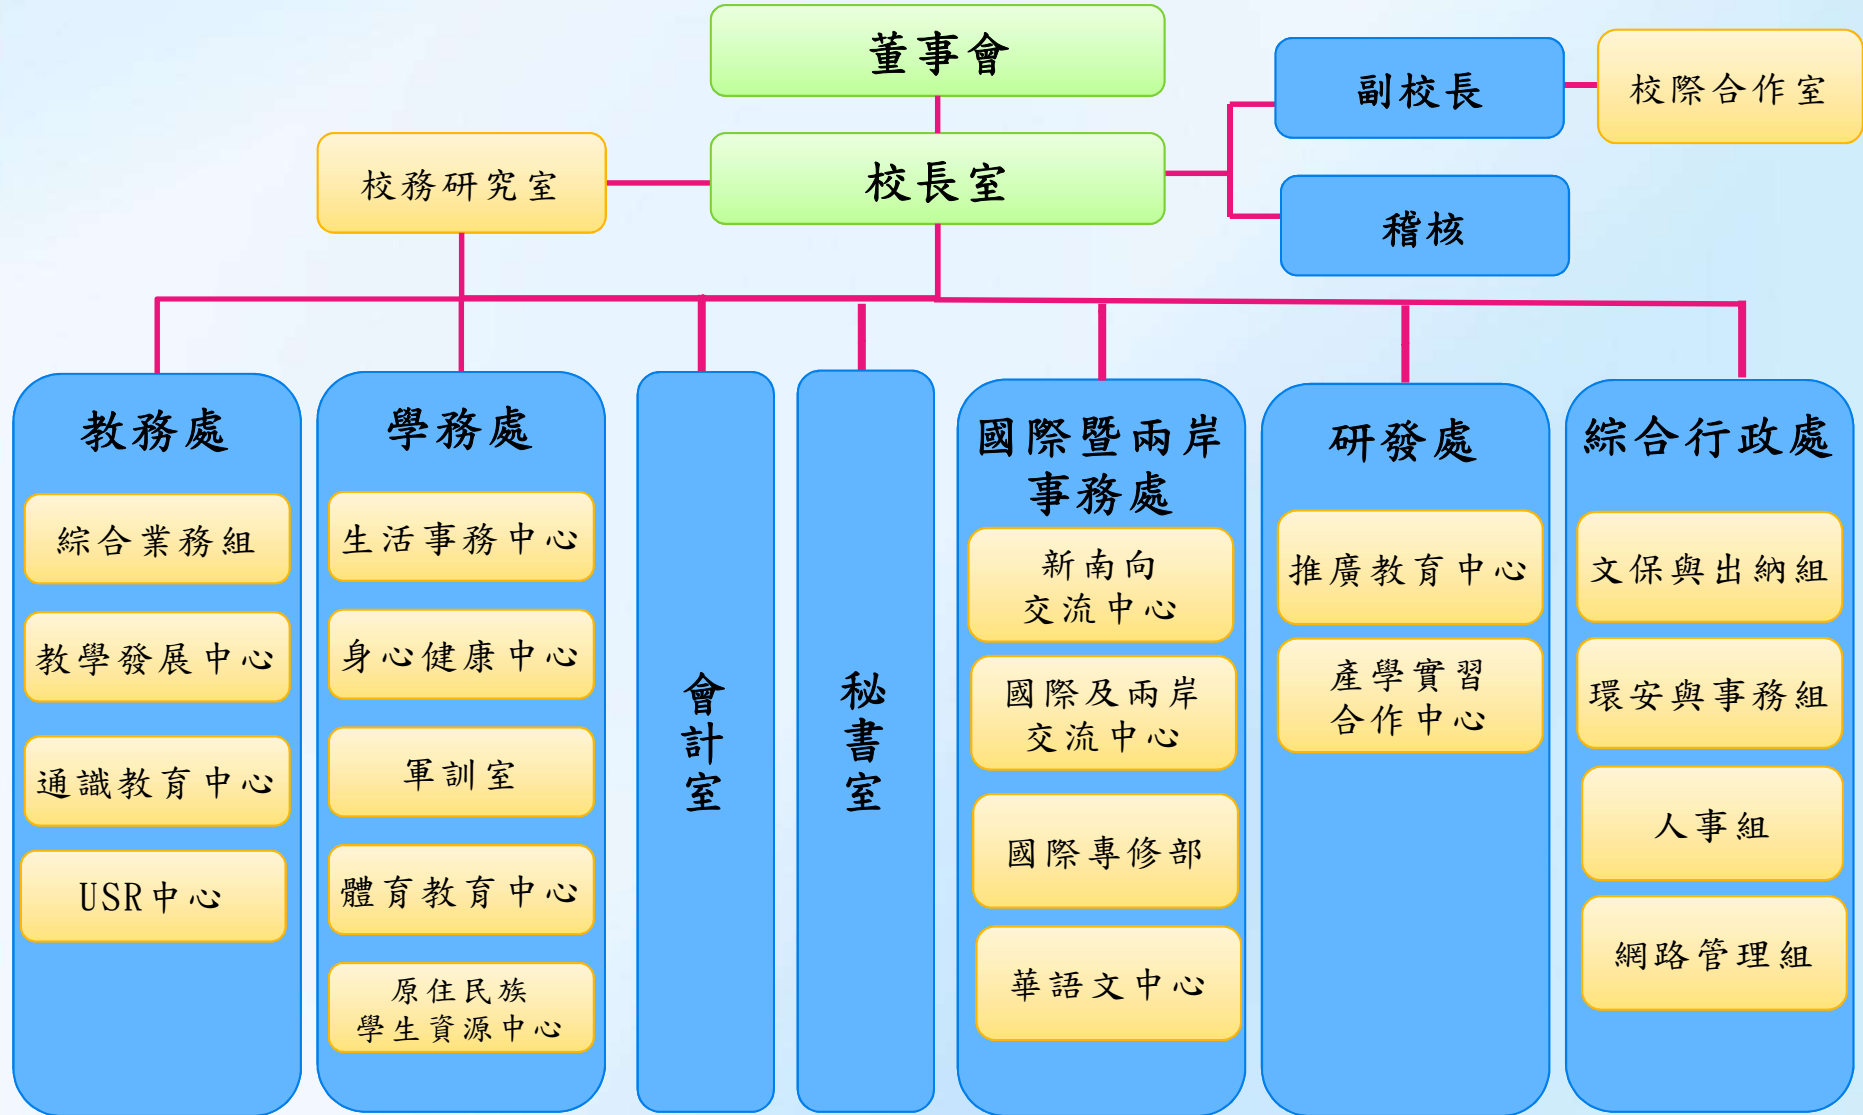 董事會
副校長
校際合作室
校務研究室
校長室
稽核
教務處
綜合業務組
教學發展中心
通識教育中心
USR中心
學務處
生活事務中心
身心健康中心
軍訓室
體育教育中心
原住民族
學生資源中心
會計室
秘書室
國際暨兩岸
事務處
新南向
交流中心
國際及兩岸
交流中心
國際專修部
華語文中心
研發處
推廣教育中心
產學實習
合作中心
綜合行政處
文保與出納組
環安與事務組
人事組
網路管理組